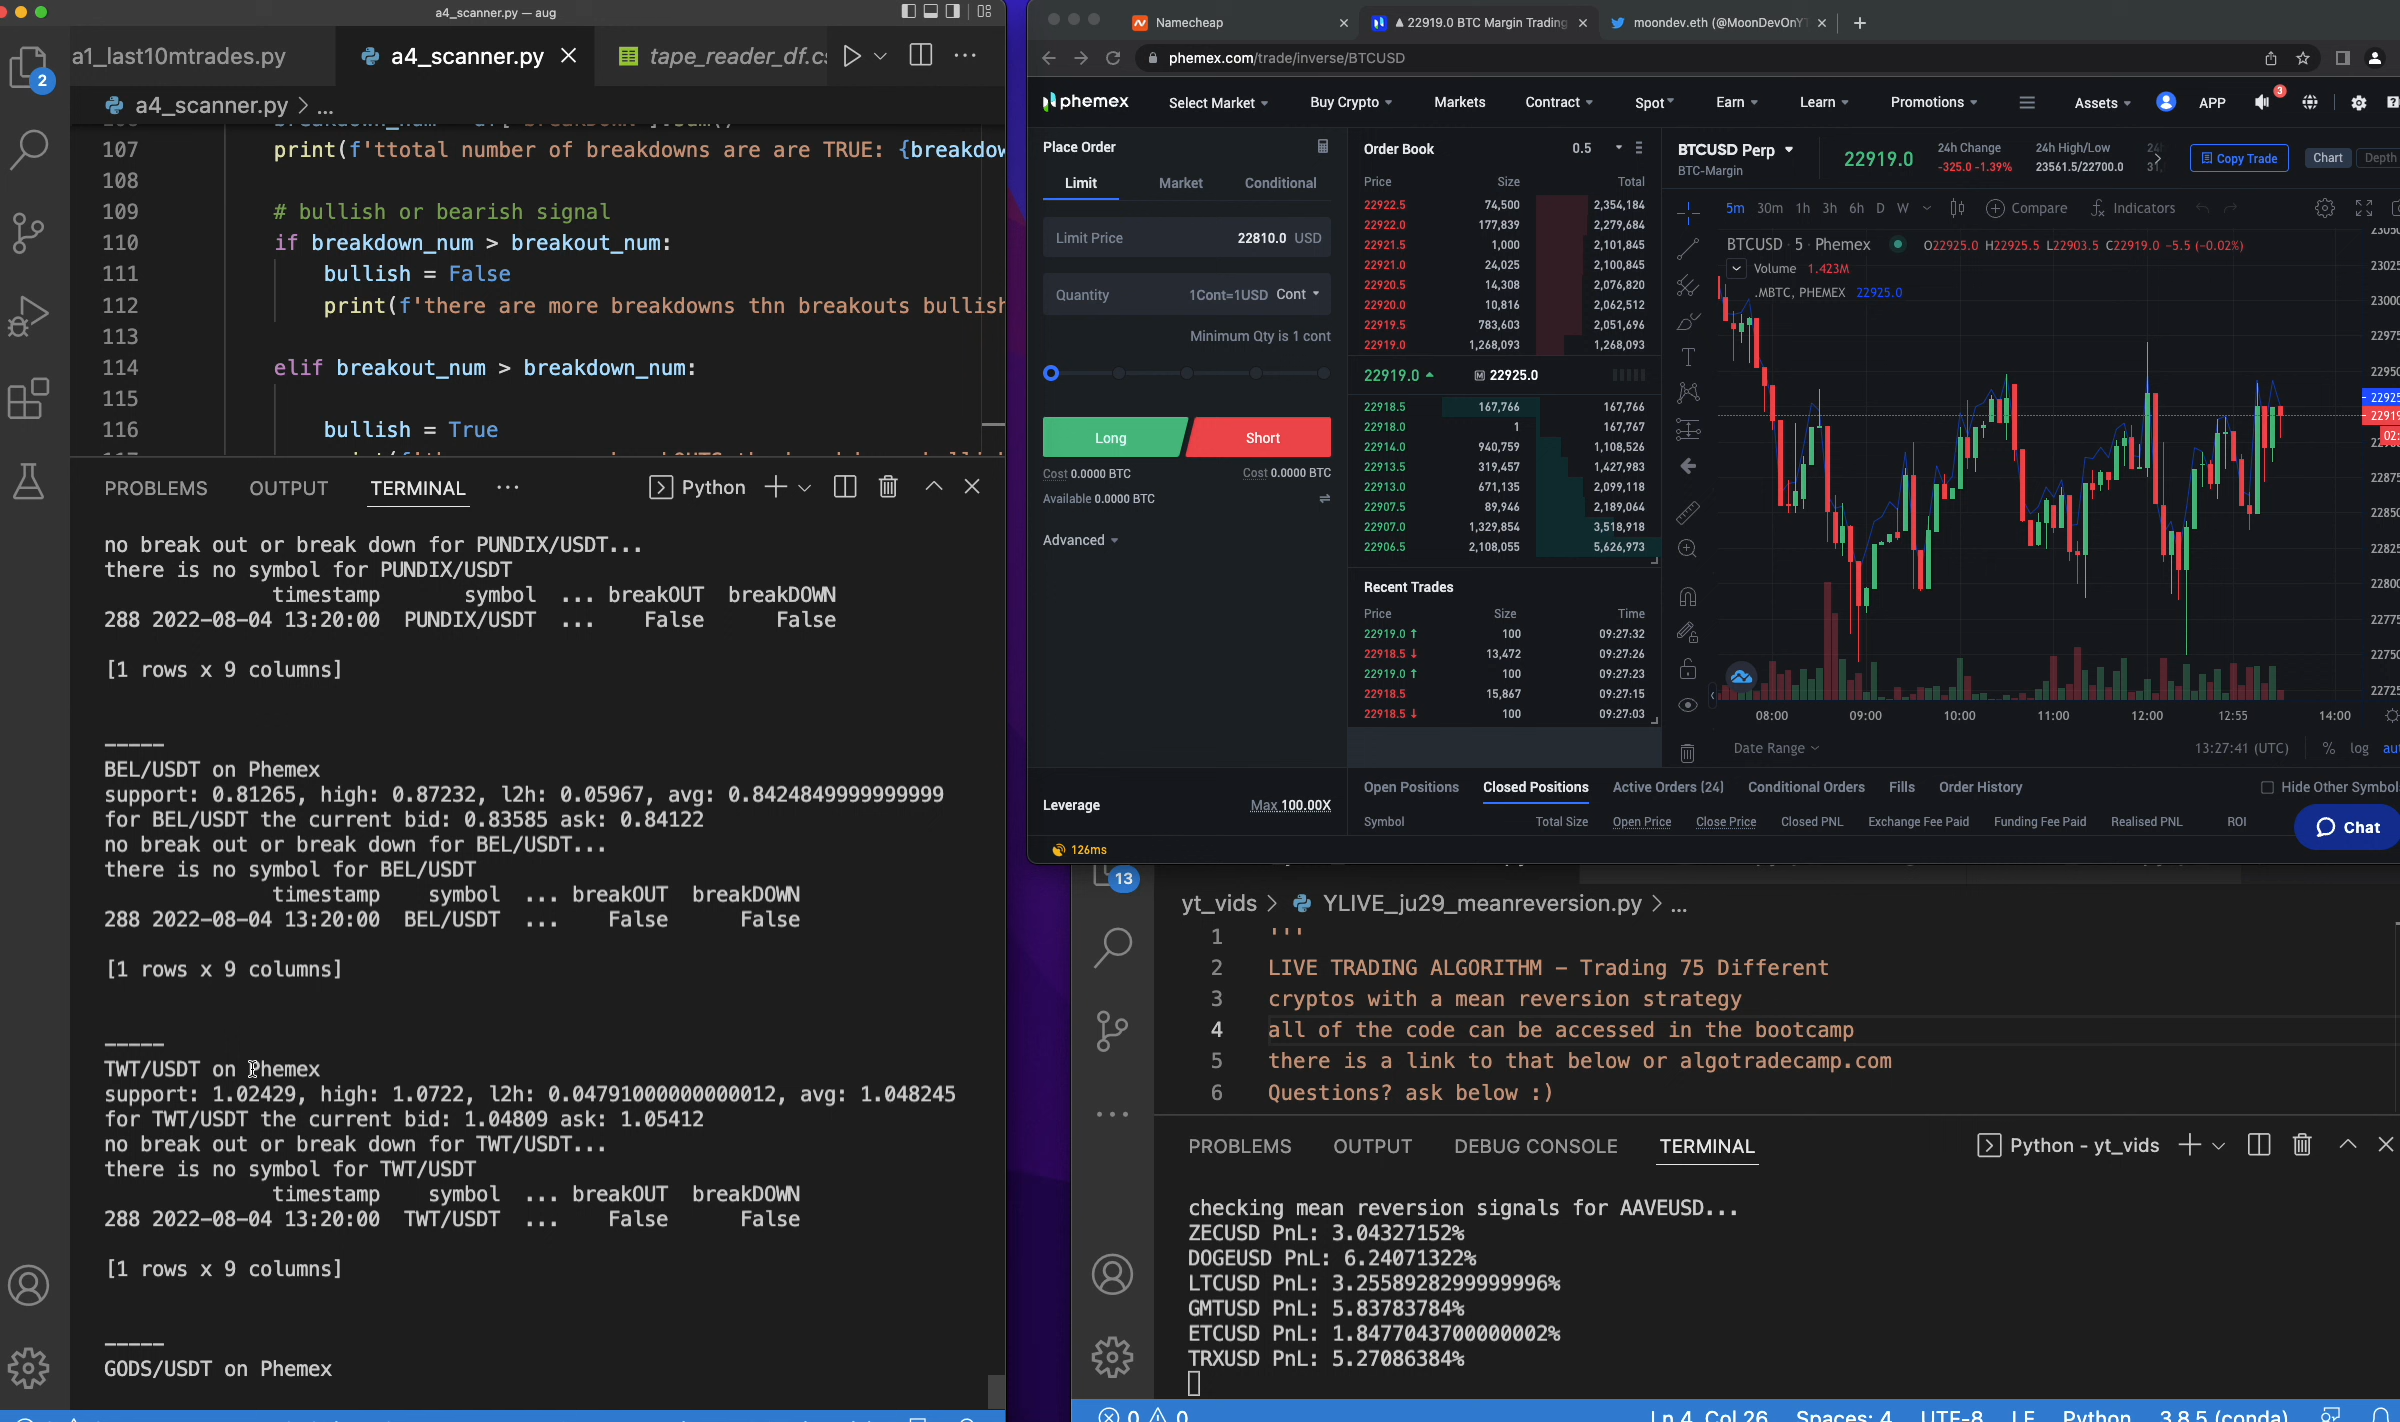 a4_scanner.py — aug
a1_last10mtrades.py
a4_scanner.py
tape_reader_df.cs
2
a4_scanner.py > ...
107 print(f'ttotal number of breakdowns are are TRUE: {breakdow
108
109 # bullish or bearish signal
110 if breakdown_num > breakout_num:
111 bullish = False
112 print(f'there are more breakdowns thn breakouts bullish
113
114 elif breakout_num > breakdown_num:
115
116 bullish = True
PROBLEMS OUTPUT TERMINAL ... Python
no break out or break down for PUNDIX/USDT...
there is no symbol for PUNDIX/USDT
timestamp symbol ... breakOUT breakDOWN
288 2022-08-04 13:20:00 PUNDIX/USDT ... False False
[1 rows x 9 columns]
_____
BEL/USDT on Phemex
support: 0.81265, high: 0.87232, l2h: 0.05967, avg: 0.8424849999999999
for BEL/USDT the current bid: 0.83585 ask: 0.84122
no break out or break down for BEL/USDT...
there is no symbol for BEL/USDT
timestamp symbol ... breakOUT breakDOWN
288 2022-08-04 13:20:00 BEL/USDT ... False False
[1 rows x 9 columns]
_____
TWT/USDT on Phemex
support: 1.02429, high: 1.0722, l2h: 0.04791000000000012, avg: 1.048245
for TWT/USDT the current bid: 1.04809 ask: 1.05412
no break out or break down for TWT/USDT...
there is no symbol for TWT/USDT
timestamp symbol ... breakOUT breakDOWN
288 2022-08-04 13:20:00 TWT/USDT ... False False
[1 rows x 9 columns]
_____
GODS/USDT on Phemex
Namecheap
22919.0 BTC Margin Trading
moondev.eth (@MoonDevOnY
phemex.com/trade/inverse/BTCUSD
phemex Select Market Buy Crypto Markets Contract Spot Earn Learn Promotions Assets APP 3
Place Order
Limit Market Conditional
Limit Price 22810.0 USD
Quantity 1Cont=1USD Cont
Minimum Qty is 1 cont
Long Short
Cost 0.0000 BTC Cost 0.0000 BTC
Available 0.0000 BTC
Advanced
Leverage Max 100.00X
126ms
Order Book 0.5
Price Size Total
22922.5 74,500 2,354,184
22922.0 177,839 2,279,684
22921.5 1,000 2,101,845
22921.0 24,025 2,100,845
22920.5 14,308 2,076,820
22920.0 10,816 2,062,512
22919.5 783,603 2,051,696
22919.0 1,268,093 1,268,093
22919.0 M 22925.0
22918.5 167,766 167,766
22918.0 1 167,767
22914.0 940,759 1,108,526
22913.5 319,457 1,427,983
22913.0 671,135 2,099,118
22907.5 89,946 2,189,064
22907.0 1,329,854 3,518,918
22906.5 2,108,055 5,626,973
Recent Trades
Price Size Time
22919.0 ↑ 100 09:27:32
22918.5 ↓ 13,472 09:27:26
22919.0 ↑ 100 09:27:23
22918.5 15,867 09:27:15
22918.5 ↓ 100 09:27:03
BTCUSD Perp
BTC-Margin
22919.0
24h Change
-325.0 -1.39%
24h High/Low
23561.5/22700.0
Copy Trade
Chart Depth
5m 30m 1h 3h 6h D W Compare Indicators
BTCUSD · 5 · Phemex O22925.0 H22925.5 L22903.5 C22919.0 -5.5 (-0.02%)
Volume 1.423M
.MBTC, PHEMEX 22925.0
08:00 09:00 10:00 11:00 12:00 12:55 14:00
Date Range 13:27:41 (UTC) % log
Open Positions Closed Positions Active Orders (24) Conditional Orders Fills Order History Hide Other Symbol
Symbol Total Size Open Price Close Price Closed PNL Exchange Fee Paid Funding Fee Paid Realised PNL ROI
Chat
13
yt_vids > YLIVE_ju29_meanreversion.py > ...
1 '''
2 LIVE TRADING ALGORITHM - Trading 75 Different
3 cryptos with a mean reversion strategy
4 all of the code can be accessed in the bootcamp
5 there is a link to that below or algotradecamp.com
6 Questions? ask below :)
PROBLEMS OUTPUT DEBUG CONSOLE TERMINAL Python - yt_vids
checking mean reversion signals for AAVEUSD...
ZECUSD PnL: 3.04327152%
DOGEUSD PnL: 6.24071322%
LTCUSD PnL: 3.2558928299999996%
GMTUSD PnL: 5.83783784%
ETCUSD PnL: 1.8477043700000002%
TRXUSD PnL: 5.27086384%
0 0 Ln 4, Col 26 Spaces: 4 UTF-8 LF Python 3.8.5 (conda)